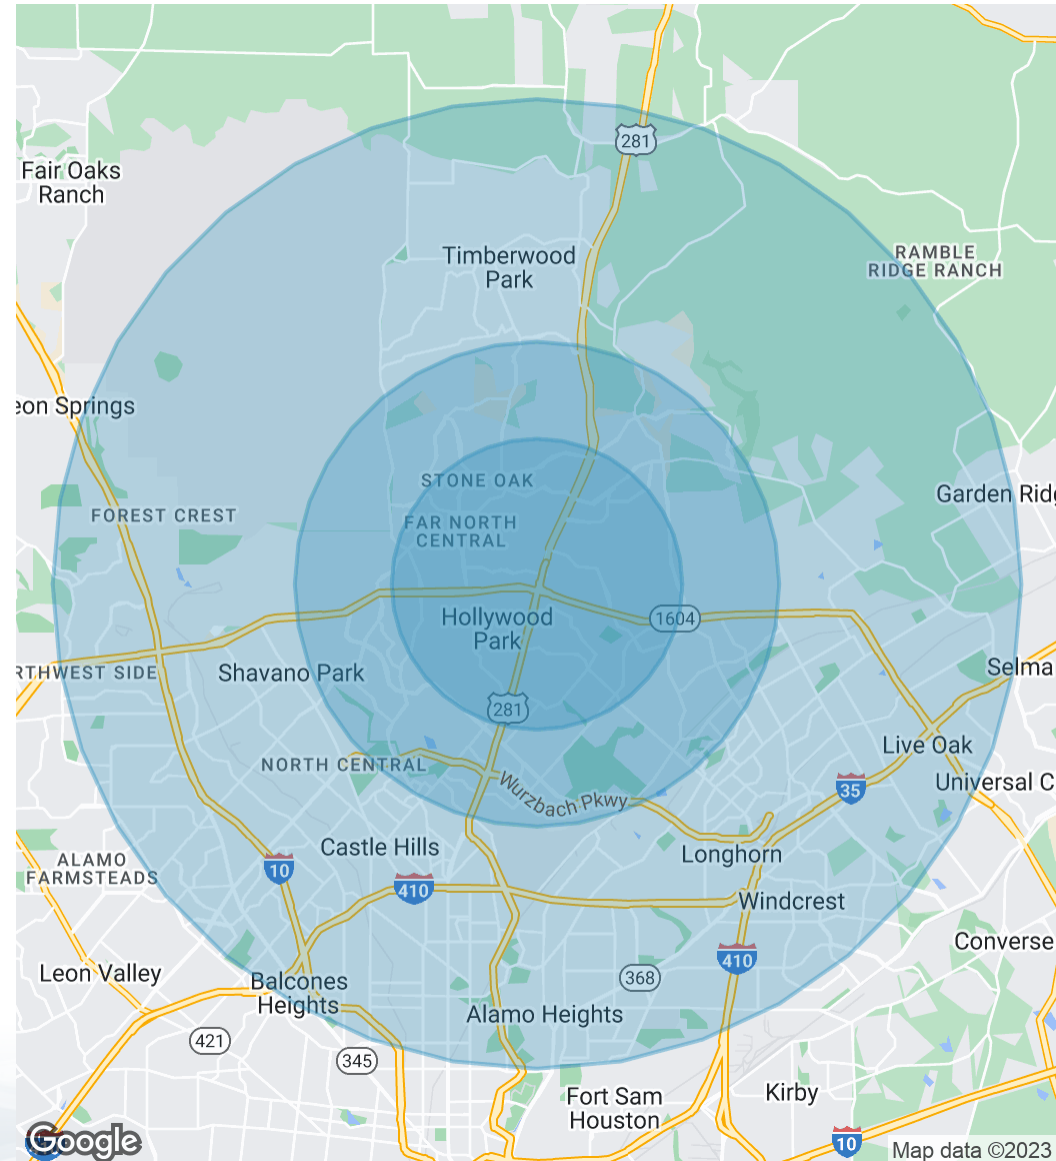 281
Fair Oaks
Ranch
Timberwood
Park
RAMBLE
RIDGE RANCH
eon Springs
STONE OAK
Garden Ridg
FOREST CREST
FAR NORTH
CENTRAL
Hollywood
Park
1604
RTHWEST SIDE
Shavano Park
Selma
281
Live Oak
NORTH CENTRAL
Wurzbach Pkwy
35
Universal C
Castle Hills
Longhorn
ALAMO
FARMSTEADS
10
410
Windcrest
Converse
410
Leon Valley
368
Balcones
Heights
Alamo Heights
421
345
Kirby
Fort Sam
Houston
Google
10
Map data ©2023